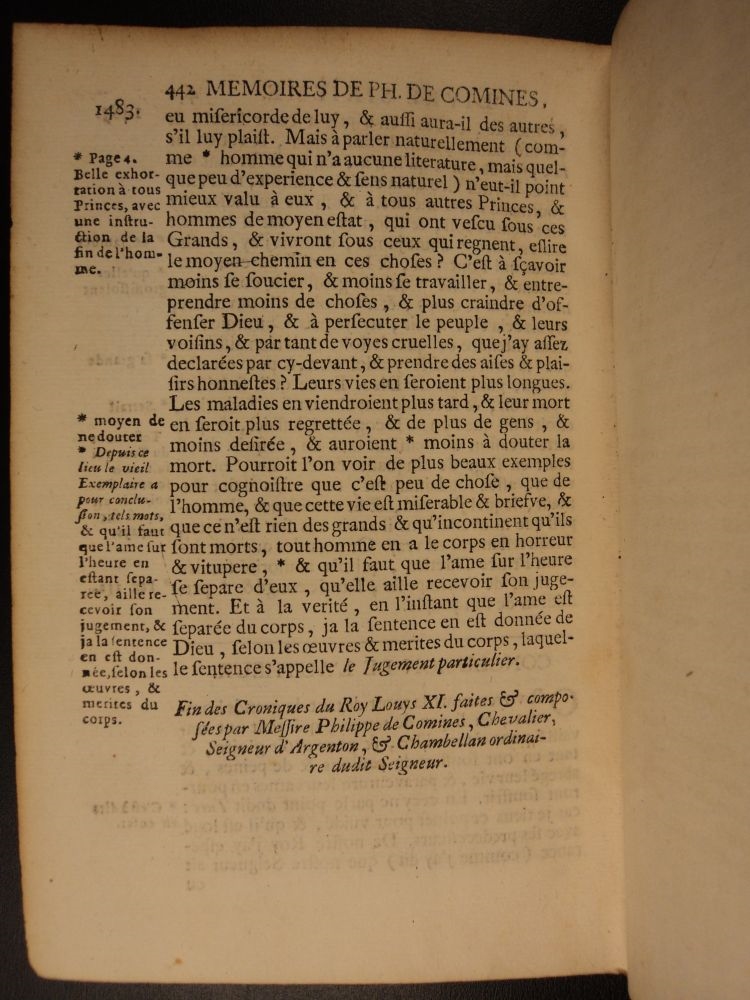 442 MEMOIRES DE PH. DE COMINES,
1483.
eu miſericorde de luy, & auſſi aura-il des autres,
s'il luy plaiſt. Mais à parler naturellement (com-
me * homme qui n'a aucune literature, mais quel-
que peu d'experience & ſens naturel) n'eut-il point
mieux valu à eux, & à tous autres Princes, &
hommes de moyen eſtat, qui ont veſcu ſous ces
Grands, & vivront ſous ceux qui regnent, eſlire
le moyen chemin en ces choſes? C'eſt à ſçavoir
moins ſe ſoucier, & moins ſe travailler, & entre-
prendre moins de choſes, & plus craindre d'of-
fenſer Dieu, & à perſecuter le peuple, & leurs
voiſins, & par tant de voyes cruelles, que j'ay aſſez
declarées par cy-devant, & prendre des aiſes & plai-
ſirs honneſtes? Leurs vies en ſeroient plus longues.
Les maladies en viendroient plus tard, & leur mort
en ſeroit plus regrettée, & de plus de gens, &
moins deſirée, & auroient * moins à douter la
mort. Pourroit l'on voir de plus beaux exemples
pour cognoiſtre que c'eſt peu de choſe, que de
l'homme, & que cette vie eſt miſerable & briefve, &
que ce n'eſt rien des grands & qu'incontinent qu'ils
ſont morts, tout homme en a le corps en horreur
& vitupere, * & qu'il faut que l'ame ſur l'heure
ſe ſepare d'eux, qu'elle aille recevoir ſon juge-
ment. Et à la verité, en l'inſtant que l'ame eſt
ſeparée du corps, ja la ſentence en eſt donnée de
Dieu, ſelon les œuvres & merites du corps, laquel-
le ſentence s'appelle le Jugement particulier.
Fin des Croniques du Roy Louys XI. faites & compo-
ſées par Meſſire Philippe de Comines, Chevalier,
Seigneur d'Argenton, & Chambellan ordinai-
re dudit Seigneur.
* Page 4.
Belle exhor-
tation à tous
Princes, avec
une inſtru-
ction de la
fin de l'hom-
me.
* moyen de
ne douter
* Depuis ce
lieu le vieil
Exemplaire a
pour conclu-
ſion, tels mots,
& qu'il faut
que l'ame ſur
l'heure en
eſtant ſepa-
rée, aille re-
cevoir ſon
jugement, &
ja la ſentence
en eſt don-
née, ſelon les
œuvres, &
merites du
corps.